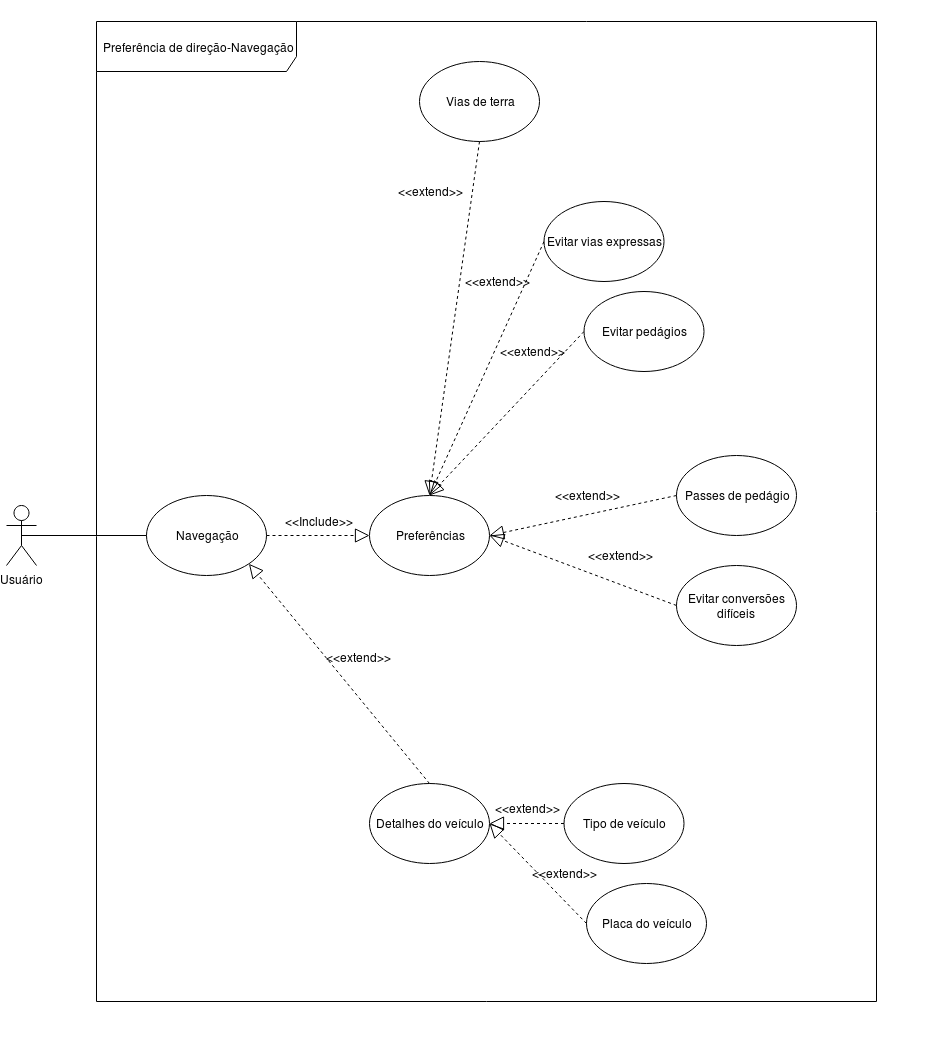 Preferência de direção-Navegação
Vias de terra
<<extend>>
Evitar vias expressas
<<extend>>
Evitar pedágios
<<extend>>
Passes de pedágio
<<extend>>
Navegação
<<Include>>
Preferências
<<extend>>
Usuário
Evitar conversões
difíceis
<<extend>>
Detalhes do veículo
<<extend>>
Tipo de veículo
<<extend>>
Placa do veículo